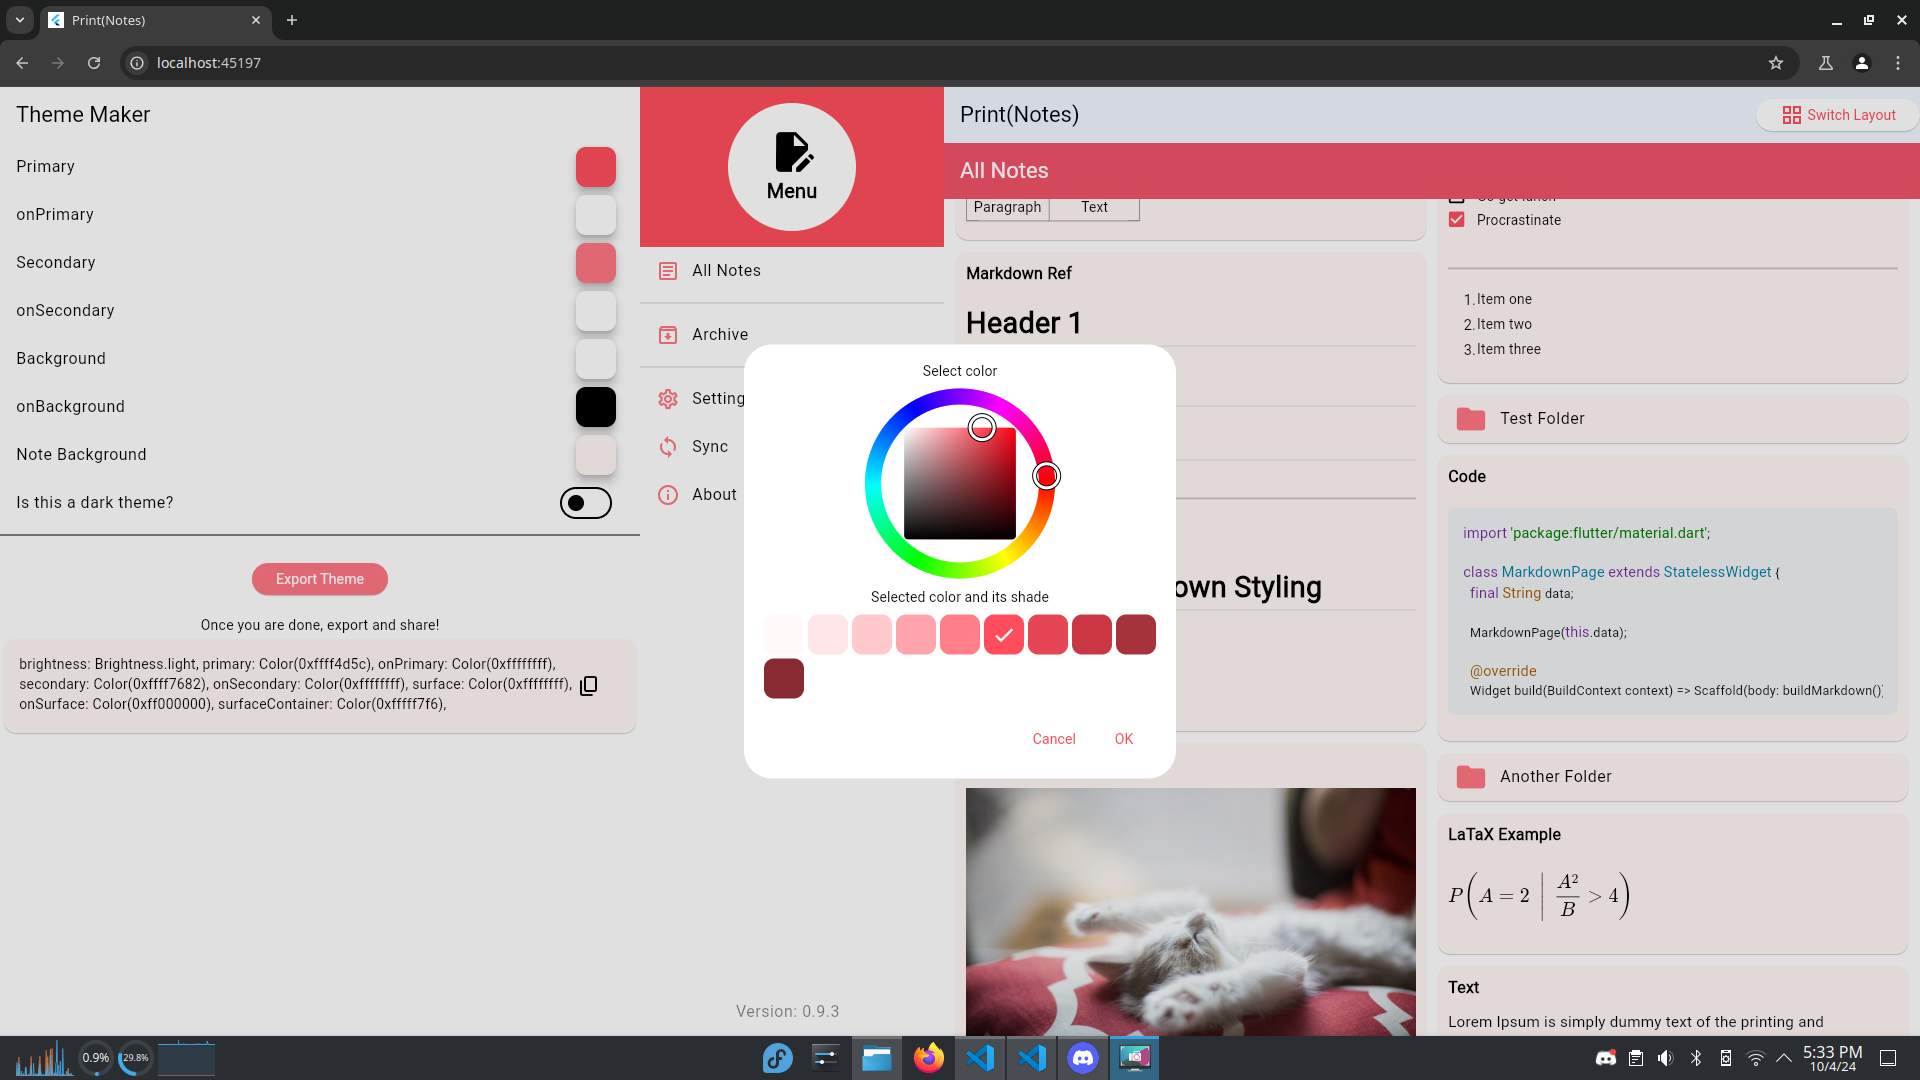 Print(Notes)
localhost:45197
Theme Maker
Primary
onPrimary
Secondary
onSecondary
Background
onBackground
Note Background
Is this a dark theme?
Export Theme
Once you are done, export and share!
brightness: Brightness.light, primary: Color(0xffff4d5c), onPrimary: Color(0xffffffff),
secondary: Color(0xffff7682), onSecondary: Color(0xffffffff), surface: Color(0xffffffff),
onSurface: Color(0xff000000), surfaceContainer: Color(0xfffff7f6),
Menu
All Notes
Archive
Setting
Sync
About
Version: 0.9.3
Print(Notes)
Switch Layout
All Notes
Paragraph Text
Markdown Ref
Header 1
own Styling
Select color
Selected color and its shade
Cancel OK
Procrastinate
1. Item one
2. Item two
3. Item three
Test Folder
Code
import 'package:flutter/material.dart';
class MarkdownPage extends StatelessWidget {
final String data;
MarkdownPage(this.data);
@override
Widget build(BuildContext context) => Scaffold(body: buildMarkdown()
Another Folder
LaTaX Example
P(A = 2 | A²/B > 4)
Text
Lorem Ipsum is simply dummy text of the printing and
0.9%
29.8%
5:33 PM
10/4/24